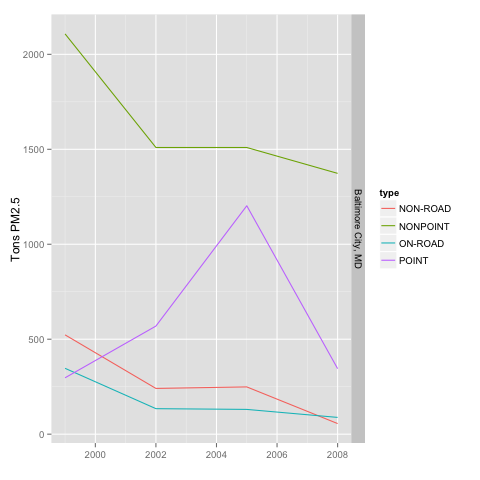 2000
1500
1000
500
0
Tons PM2.5
2000
2002
2004
2006
2008
Baltimore City, MD
type
NON-ROAD
NONPOINT
ON-ROAD
POINT